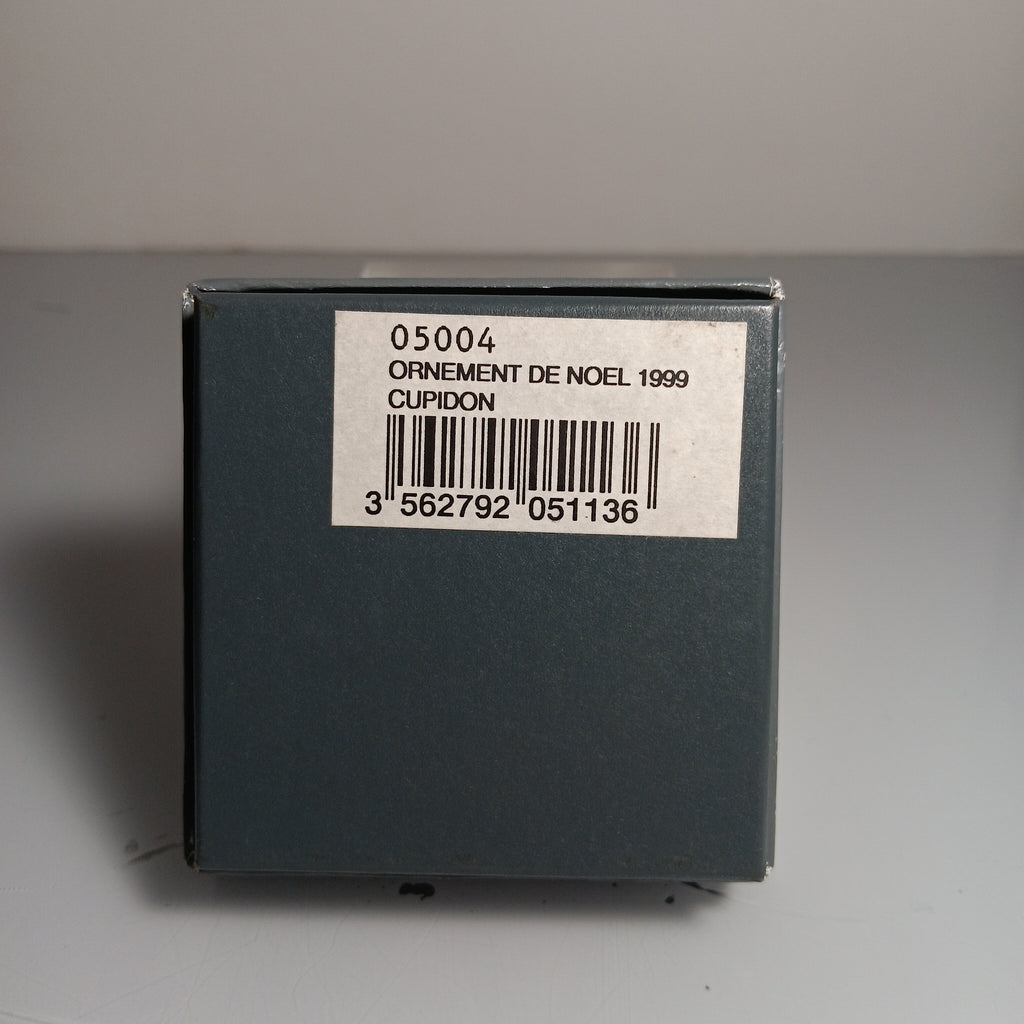 05004
ORNEMENT DE NOEL 1999
CUPIDON
3 562792 051136